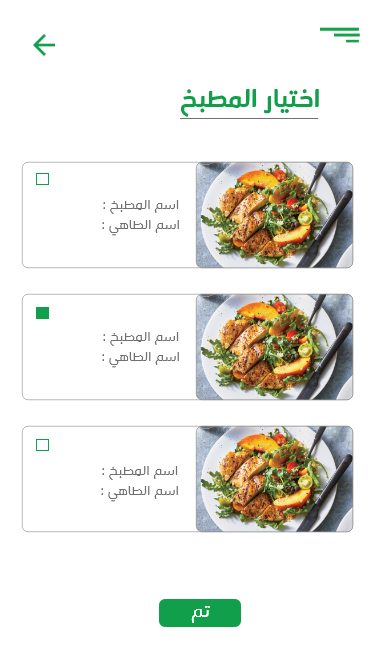 اختيار المطبخ
اسم المطبخ :
اسم الطاهي :
اسم المطبخ :
اسم الطاهي :
اسم المطبخ :
اسم الطاهي :
تم